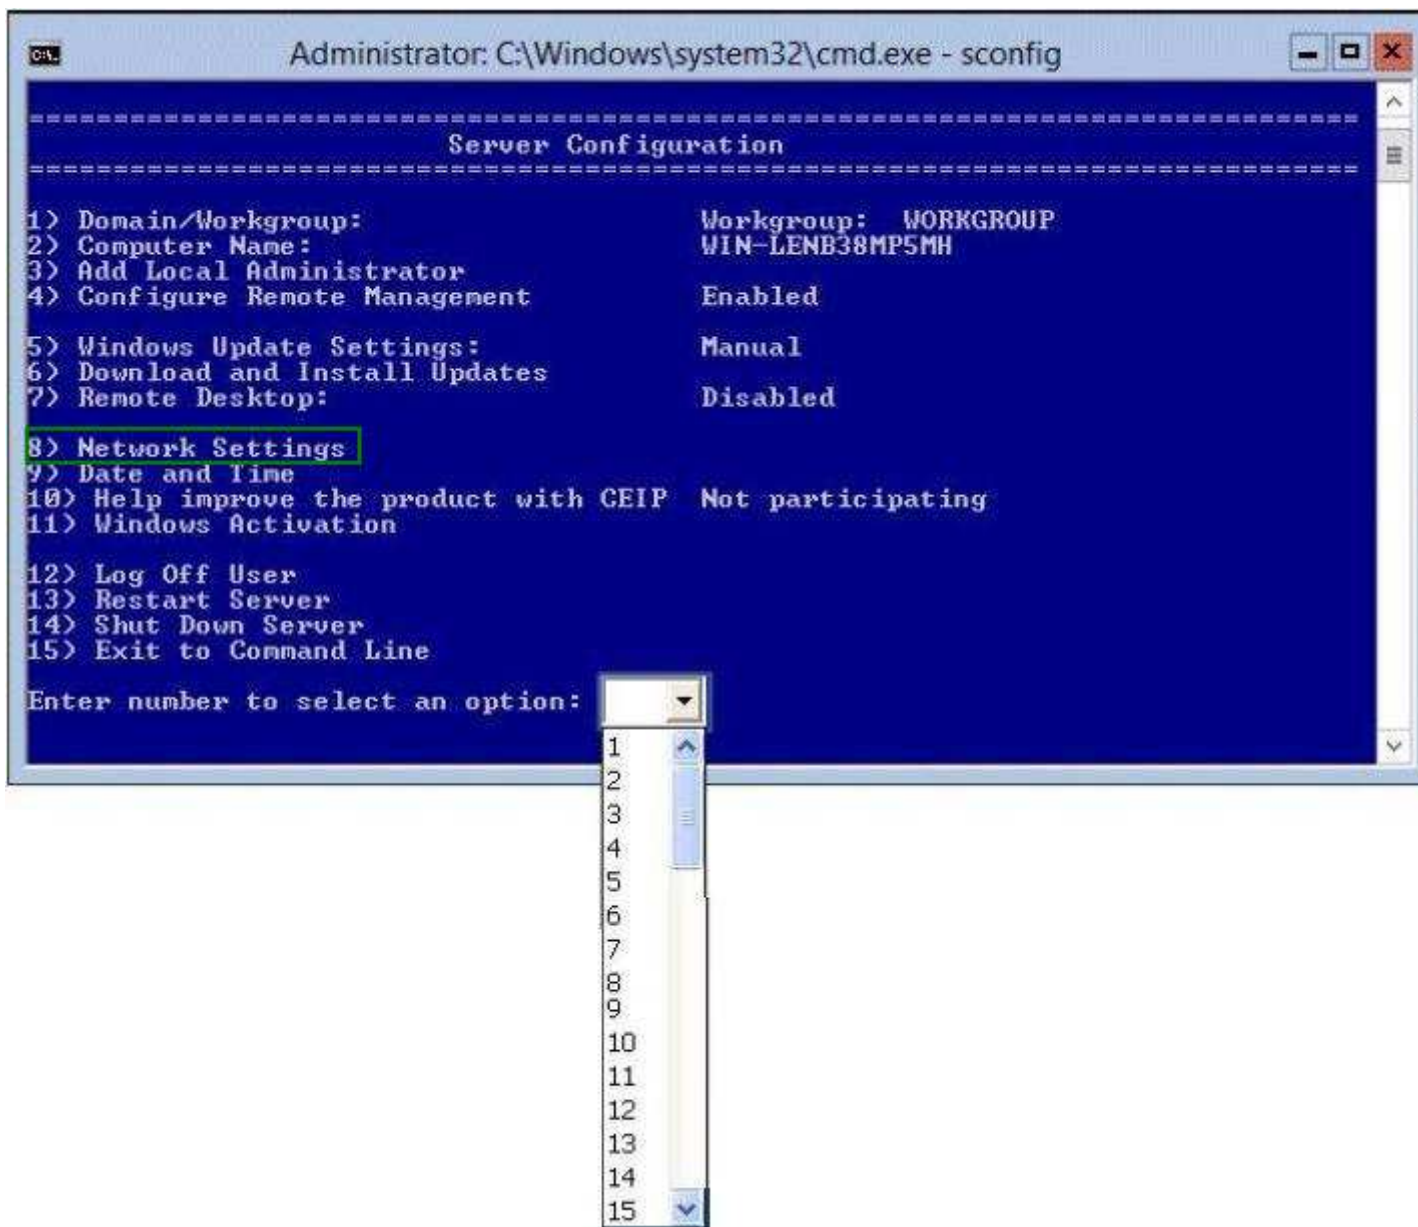 Administrator: C:\Windows\system32\cmd.exe - sconfig
===============================================================================
Server Configuration
===============================================================================
1) Domain/Workgroup: Workgroup: WORKGROUP
2) Computer Name: WIN-LENB38MP5MH
3) Add Local Administrator
4) Configure Remote Management Enabled
5) Windows Update Settings: Manual
6) Download and Install Updates
7) Remote Desktop: Disabled
8) Network Settings
9) Date and Time
10) Help improve the product with CEIP Not participating
11) Windows Activation
12) Log Off User
13) Restart Server
14) Shut Down Server
15) Exit to Command Line
Enter number to select an option:
1
2
3
4
5
6
7
8
9
10
11
12
13
14
15